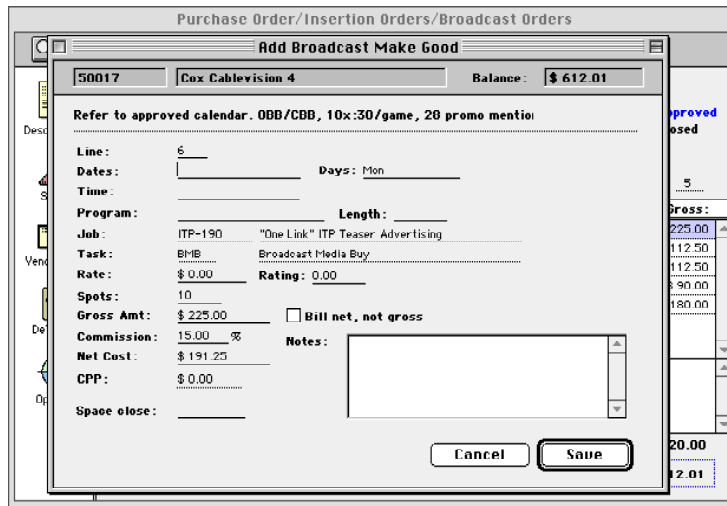 Purchase Order/Insertion Orders/Broadcast Orders
Add Broadcast Make Good
50017 Cox Cablevision 4 Balance: $ 612.01
Refer to approved calendar. OBB/CBB, 10x:30/game, 28 promo mentio
Line: 6
Dates: Days: Mon
Time:
Program: Length:
Job: ITP-190 "One Link" ITP Teaser Advertising
Task: BMB Broadcast Media Buy
Rate: $ 0.00 Rating: 0.00
Spots: 10
Gross Amt: $ 225.00 Bill net, not gross
Commission: 15.00 %
Notes:
Net Cost: $ 191.25
CPP: $ 0.00
Space close:
Cancel Save
Desc
Vend
De
Op
proved
osed
5
Gross:
225.00
112.50
112.50
$ 90.00
180.00
20.00
12.01